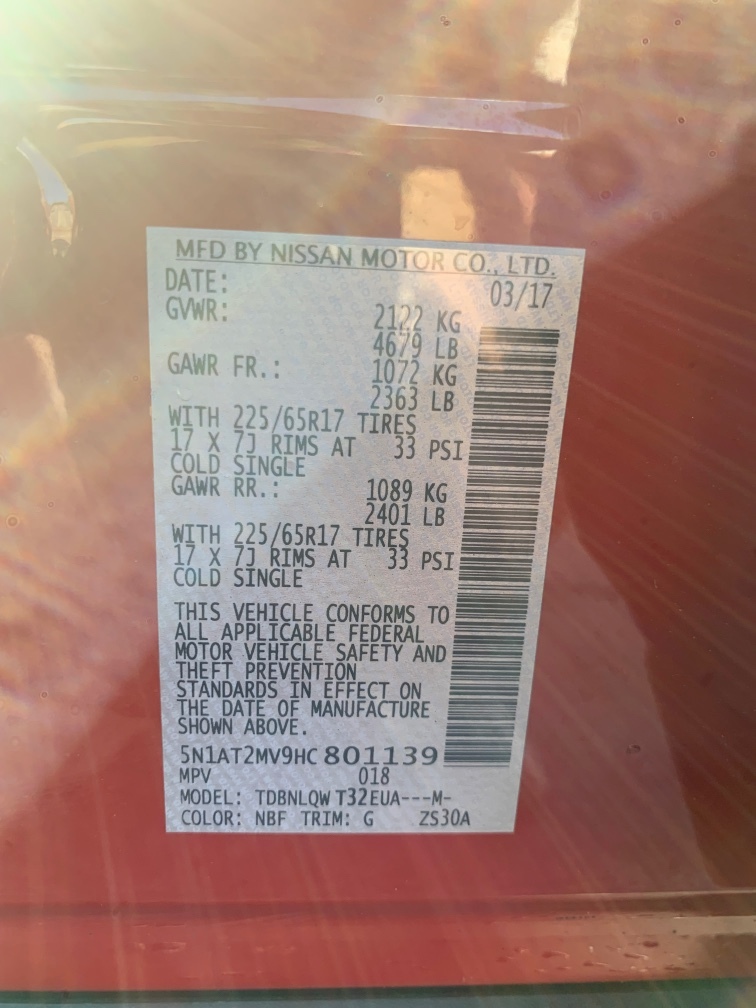 MFD BY NISSAN MOTOR CO., LTD.
DATE: 03/17
GVWR: 2122 KG
4679 LB
GAWR FR.: 1072 KG
2363 LB
WITH 225/65R17 TIRES
17 X 7J RIMS AT 33 PSI
COLD SINGLE
GAWR RR.: 1089 KG
2401 LB
WITH 225/65R17 TIRES
17 X 7J RIMS AT 33 PSI
COLD SINGLE
THIS VEHICLE CONFORMS TO
ALL APPLICABLE FEDERAL
MOTOR VEHICLE SAFETY AND
THEFT PREVENTION
STANDARDS IN EFFECT ON
THE DATE OF MANUFACTURE
SHOWN ABOVE.
5N1AT2MV9HC801139
MPV 018
MODEL: TDBNLQWT32EUA---M-
COLOR: NBF TRIM: G ZS30A